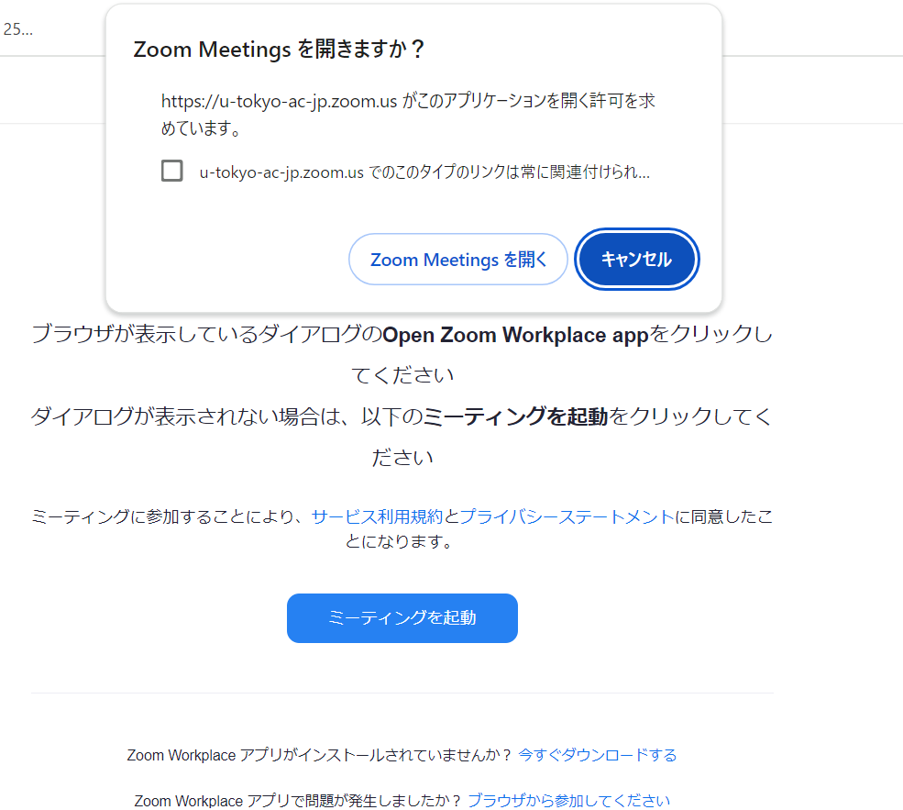 25...
Zoom Meetings を開きますか？
https://u-tokyo-ac-jp.zoom.us がこのアプリケーションを開く許可を求
めています。
u-tokyo-ac-jp.zoom.us でのこのタイプのリンクは常に関連付けられ...
Zoom Meetings を開く キャンセル
ブラウザが表示しているダイアログのOpen Zoom Workplace appをクリックし
てください
ダイアログが表示されない場合は、以下のミーティングを起動をクリックしてく
ださい
ミーティングに参加することにより、サービス利用規約とプライバシーステートメントに同意したこ
とになります。
ミーティングを起動
Zoom Workplace アプリがインストールされていませんか？ 今すぐダウンロードする
Zoom Workplace アプリで問題が発生しましたか？ ブラウザから参加してください